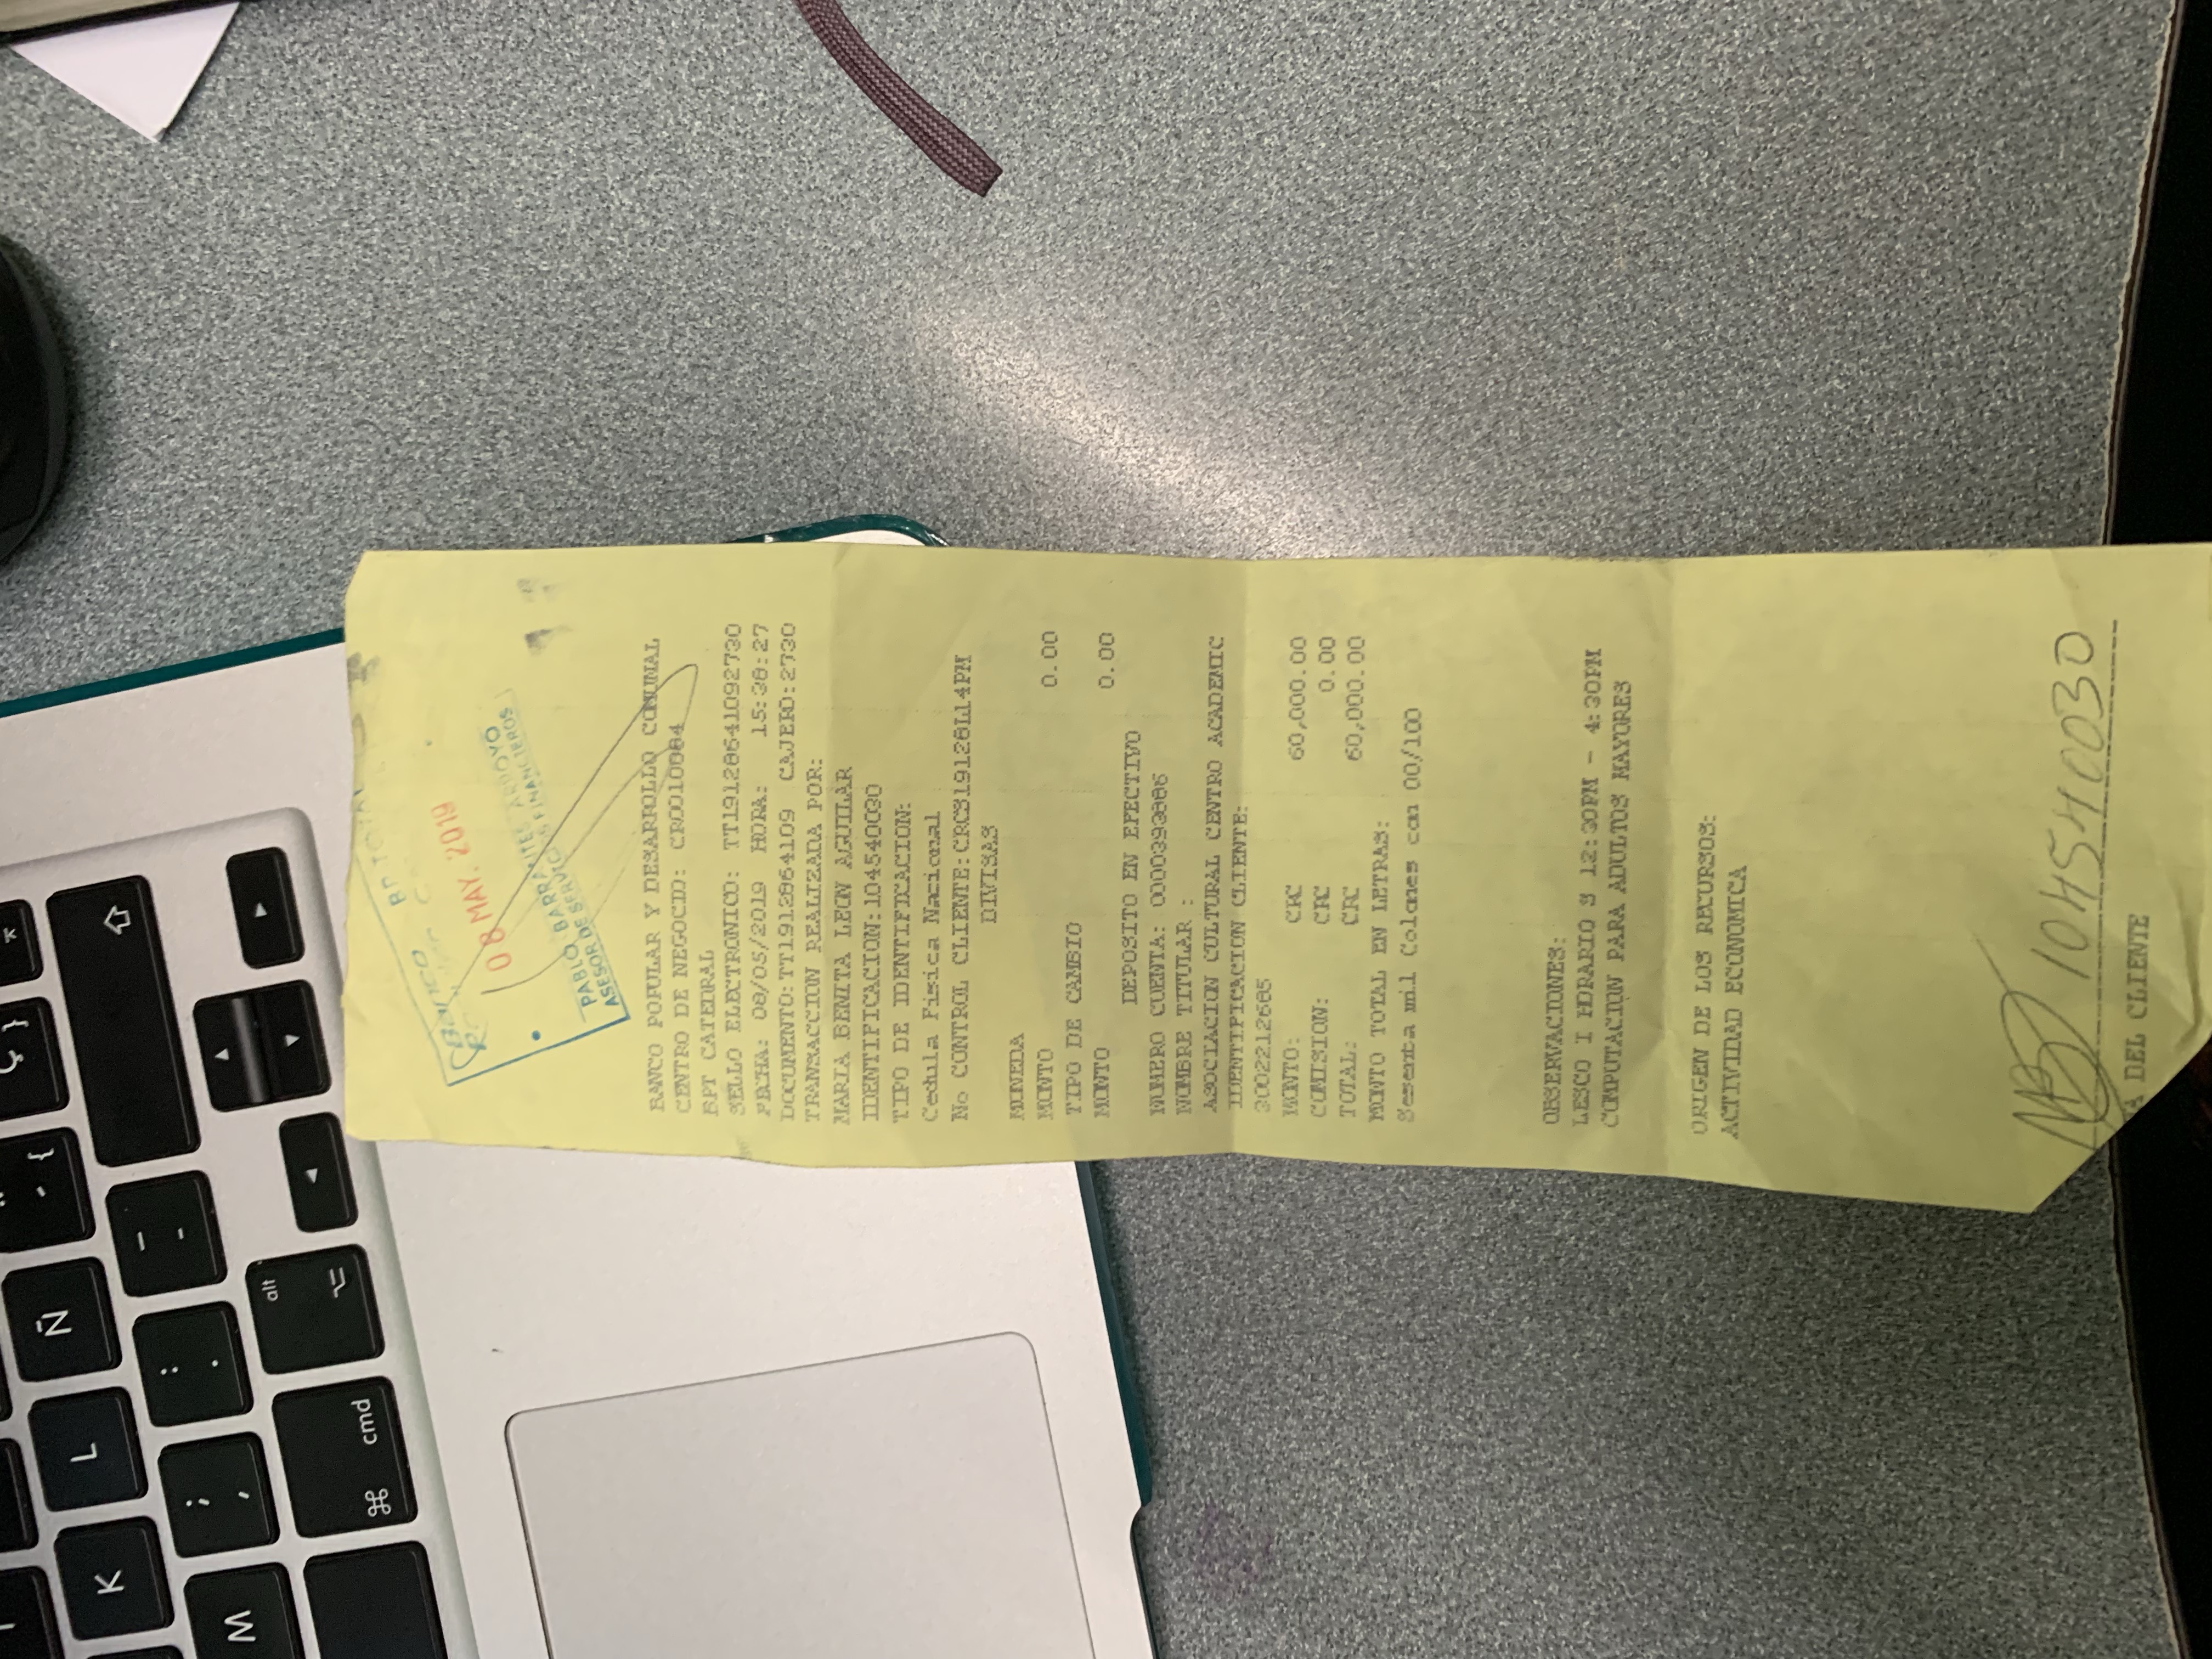 K
L
Ñ
{
Ç }
M
;
,
:
.
-
alt
cmd
BP TOTAL
Banco
08 MAY. 2019
PABLO BARRANTES ARROYO
ASESOR DE SERVICIOS FINANCIEROS
BANCO POPULAR Y DESARROLLO COMUNAL
CENTRO DE NEGOCIO: CR0010084
BPT CATEDRAL
SELLO ELECTRONICO: TT19128641092730
FECHA: 08/05/2019 HORA: 15:38:27
DOCUMENTO:TT1912864109 CAJERO:2730
TRANSACCION REALIZADA POR:
MARIA BENITA LEON AGUILAR
IDENTIFICACION:104540030
TIPO DE IDENTIFICACION:
Cedula Fisica Nacional
No CONTROL CLIENTE:CRCS19128L14PM
DIVISAS
MONEDA
MONTO 0.00
TIPO DE CAMBIO
MONTO 0.00
DEPOSITO EN EFECTIVO
NUMERO CUENTA: 0000393886
NOMBRE TITULAR :
ASOCIACION CULTURAL CENTRO ACADEMIC
IDENTIFICACION CLIENTE:
3002212685
MONTO: CRC 60,000.00
COMISION: CRC 0.00
TOTAL: CRC 60,000.00
MONTO TOTAL EN LETRAS:
Sesenta mil Colones con 00/100
OBSERVACIONES:
LESCO I HORARIO S 12:30PM - 4:30PM
COMPUTACION PARA ADULTOS MAYORES
ORIGEN DE LOS RECURSOS:
ACTIVIDAD ECONOMICA
104540030
DEL CLIENTE